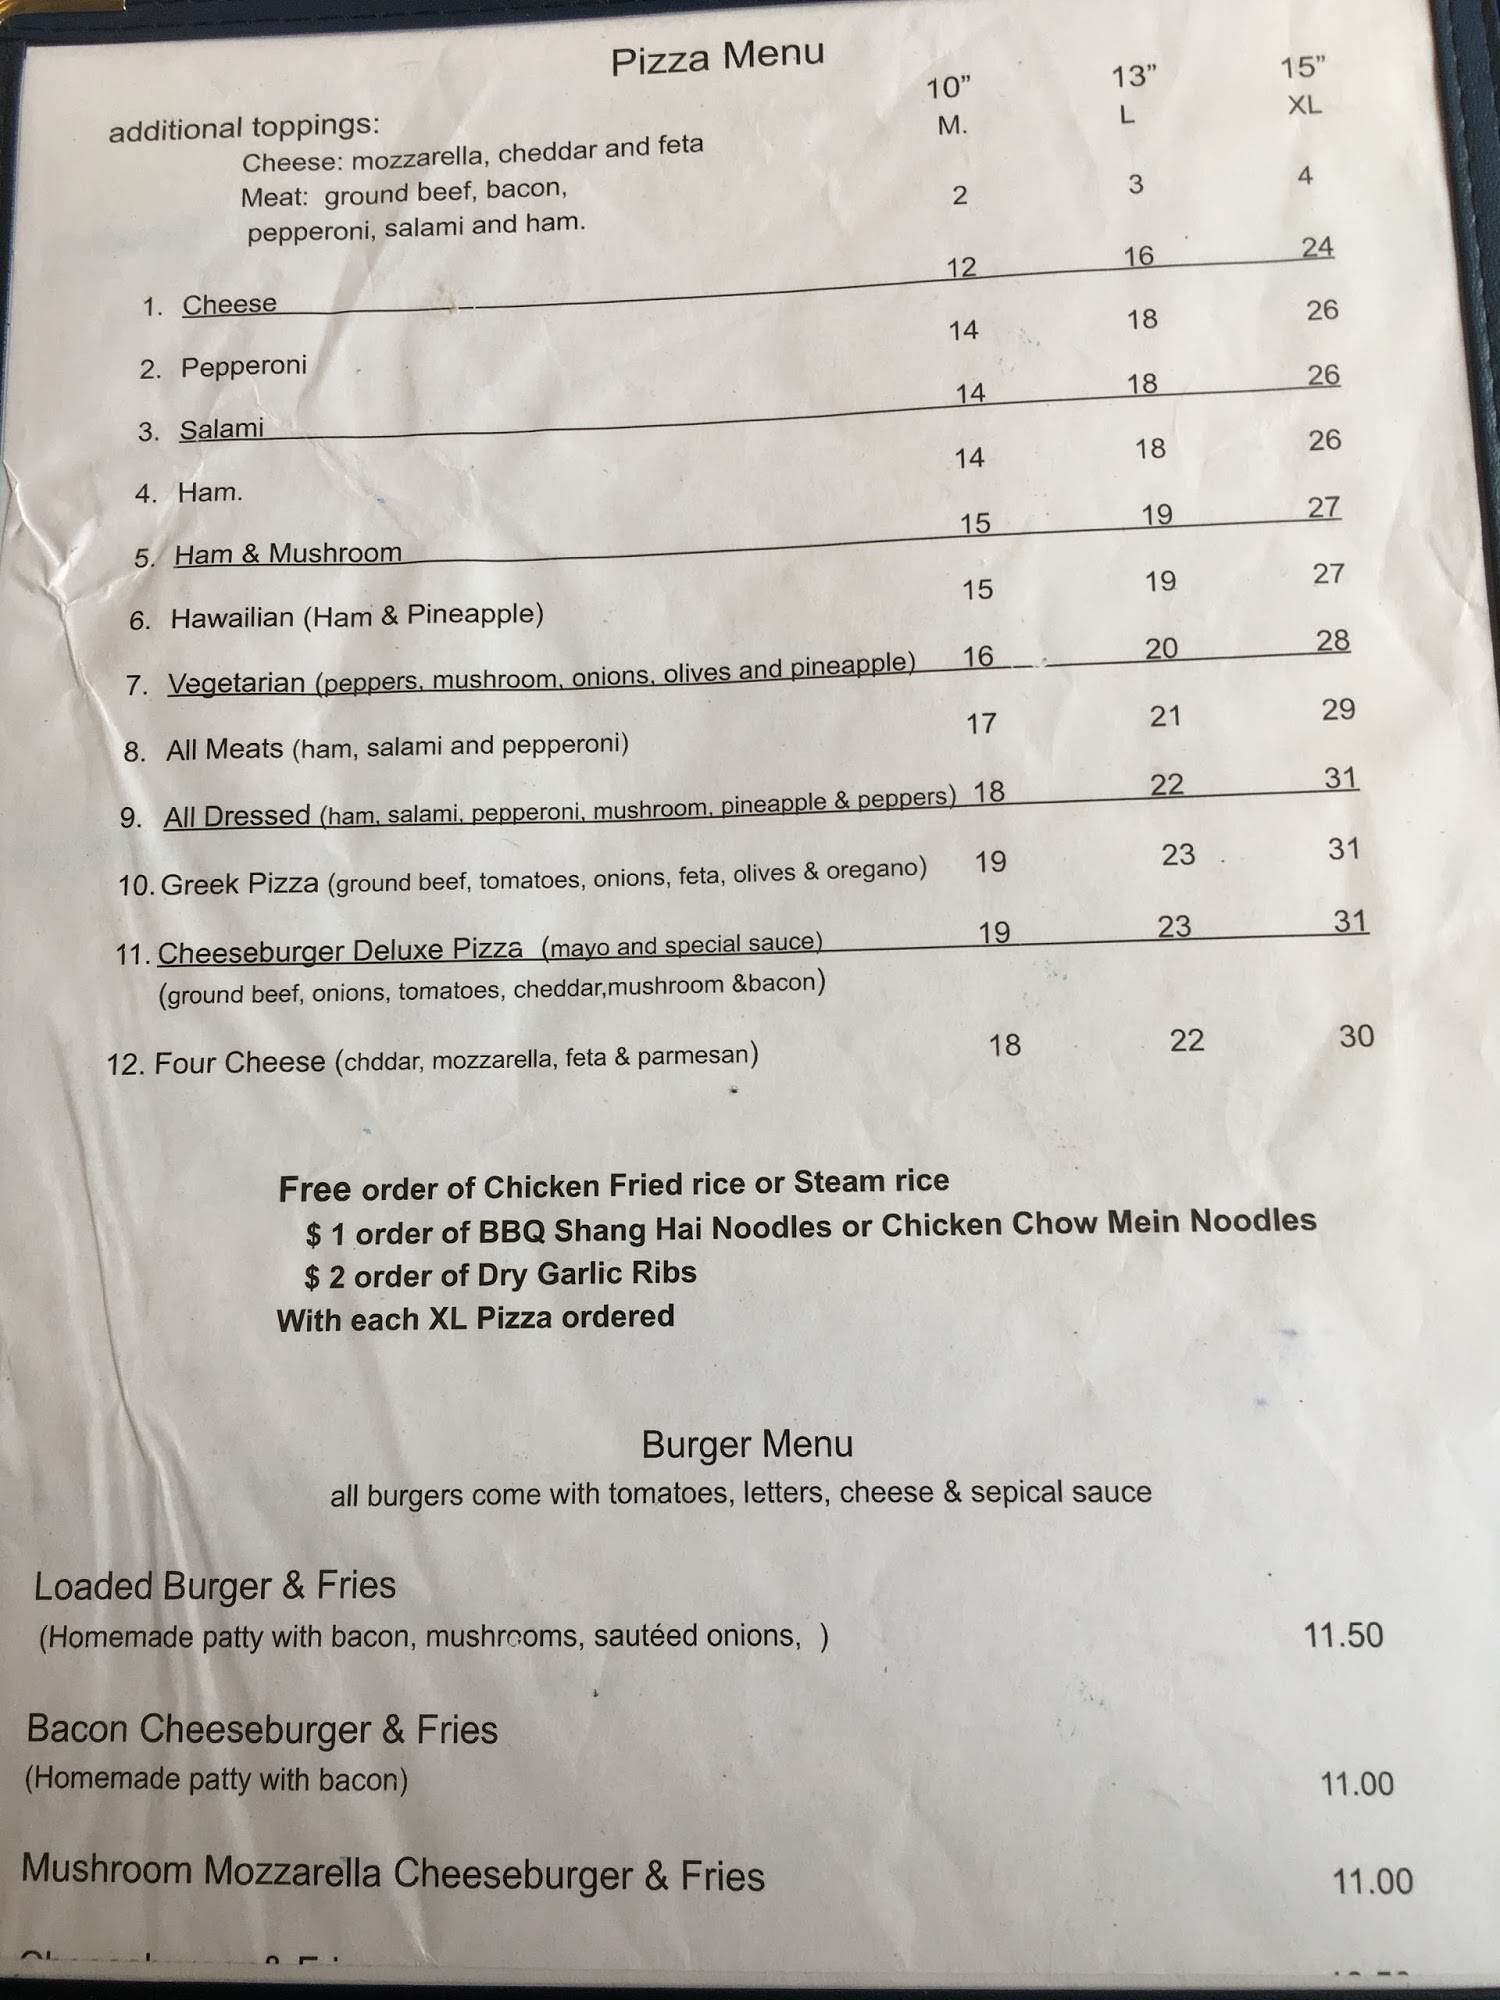 Pizza Menu
10” 13” 15”
additional toppings: M. L XL
Cheese: mozzarella, cheddar and feta
Meat: ground beef, bacon, 2 3 4
pepperoni, salami and ham.
1. Cheese 12 16 24
2. Pepperoni 14 18 26
3. Salami 14 18 26
4. Ham. 14 18 26
5. Ham & Mushroom 15 19 27
6. Hawailian (Ham & Pineapple) 15 19 27
7. Vegetarian (peppers, mushroom, onions, olives and pineapple) 16 20 28
8. All Meats (ham, salami and pepperoni) 17 21 29
9. All Dressed (ham, salami, pepperoni, mushroom, pineapple & peppers) 18 22 31
10. Greek Pizza (ground beef, tomatoes, onions, feta, olives & oregano) 19 23 31
11. Cheeseburger Deluxe Pizza (mayo and special sauce) 19 23 31
(ground beef, onions, tomatoes, cheddar,mushroom &bacon)
12. Four Cheese (chddar, mozzarella, feta & parmesan) 18 22 30
Free order of Chicken Fried rice or Steam rice
$ 1 order of BBQ Shang Hai Noodles or Chicken Chow Mein Noodles
$ 2 order of Dry Garlic Ribs
With each XL Pizza ordered
Burger Menu
all burgers come with tomatoes, letters, cheese & sepical sauce
Loaded Burger & Fries
(Homemade patty with bacon, mushrooms, sautéed onions, ) 11.50
Bacon Cheeseburger & Fries
(Homemade patty with bacon) 11.00
Mushroom Mozzarella Cheeseburger & Fries 11.00